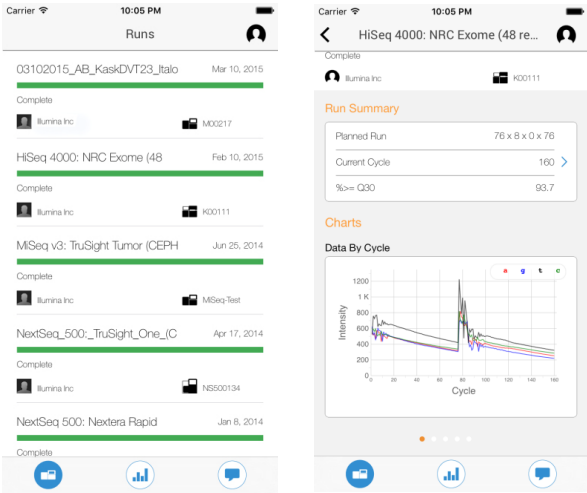 Carrier 10:05 PM
Runs
03102015_AB_KaskDVT23_Italo Mar 10, 2015
Complete
Illumina Inc M00217
HiSeq 4000: NRC Exome (48 Feb 10, 2015
Complete
Illumina Inc K00111
MiSeq v3: TruSight Tumor (CEPH Jun 25, 2014
Complete
Illumina Inc MiSeq-Test
NextSeq_500:_TruSight_One_(C Apr 17, 2014
Complete
Illumina Inc NS500134
NextSeq 500: Nextera Rapid Jan 8, 2014
Complete
Carrier 10:05 PM
HiSeq 4000: NRC Exome (48 re...
Complete
Illumina Inc K00111
Run Summary
Planned Run 76 x 8 x 0 x 76
Current Cycle 160
%>= Q30 93.7
Charts
Data By Cycle
a g t c
1200
1 K
800
600
400
200
0
Intensity
0 20 40 60 80 100 120 140 160
Cycle